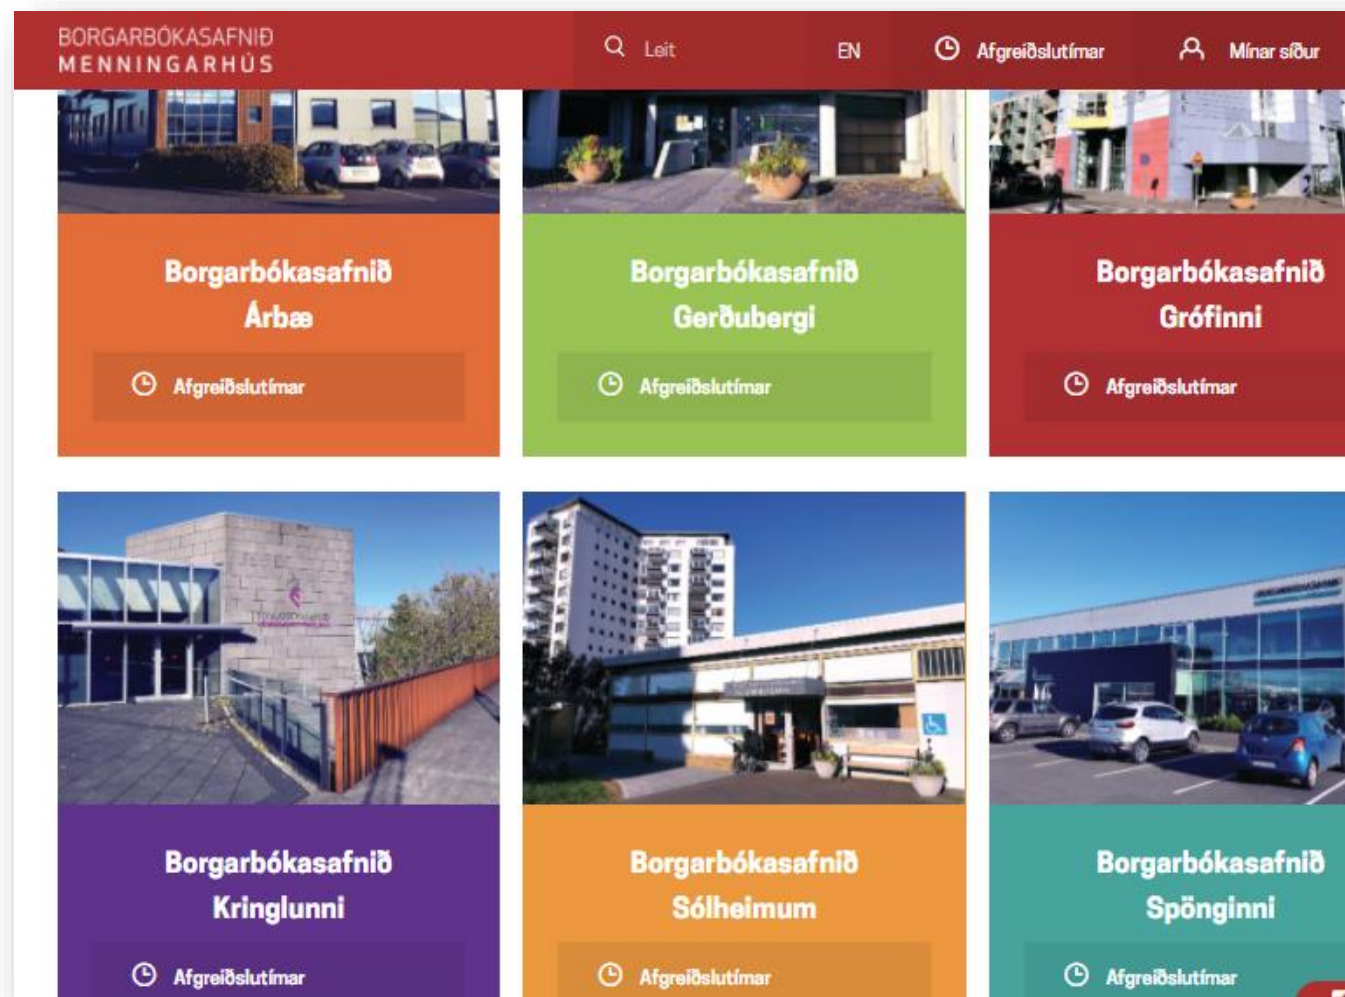 BORGARBÓKASAFNIÐ
MENNINGARHÚS
Leit
EN
Afgreiðslutímar
Mínar síður
Borgarbókasafnið
Árbæ
Afgreiðslutímar
Borgarbókasafnið
Gerðubergi
Afgreiðslutímar
Borgarbókasafnið
Grófinni
Afgreiðslutímar
Borgarbókasafnið
Kringlunni
Afgreiðslutímar
Borgarbókasafnið
Sólheimum
Afgreiðslutímar
Borgarbókasafnið
Spönginni
Afgreiðslutímar